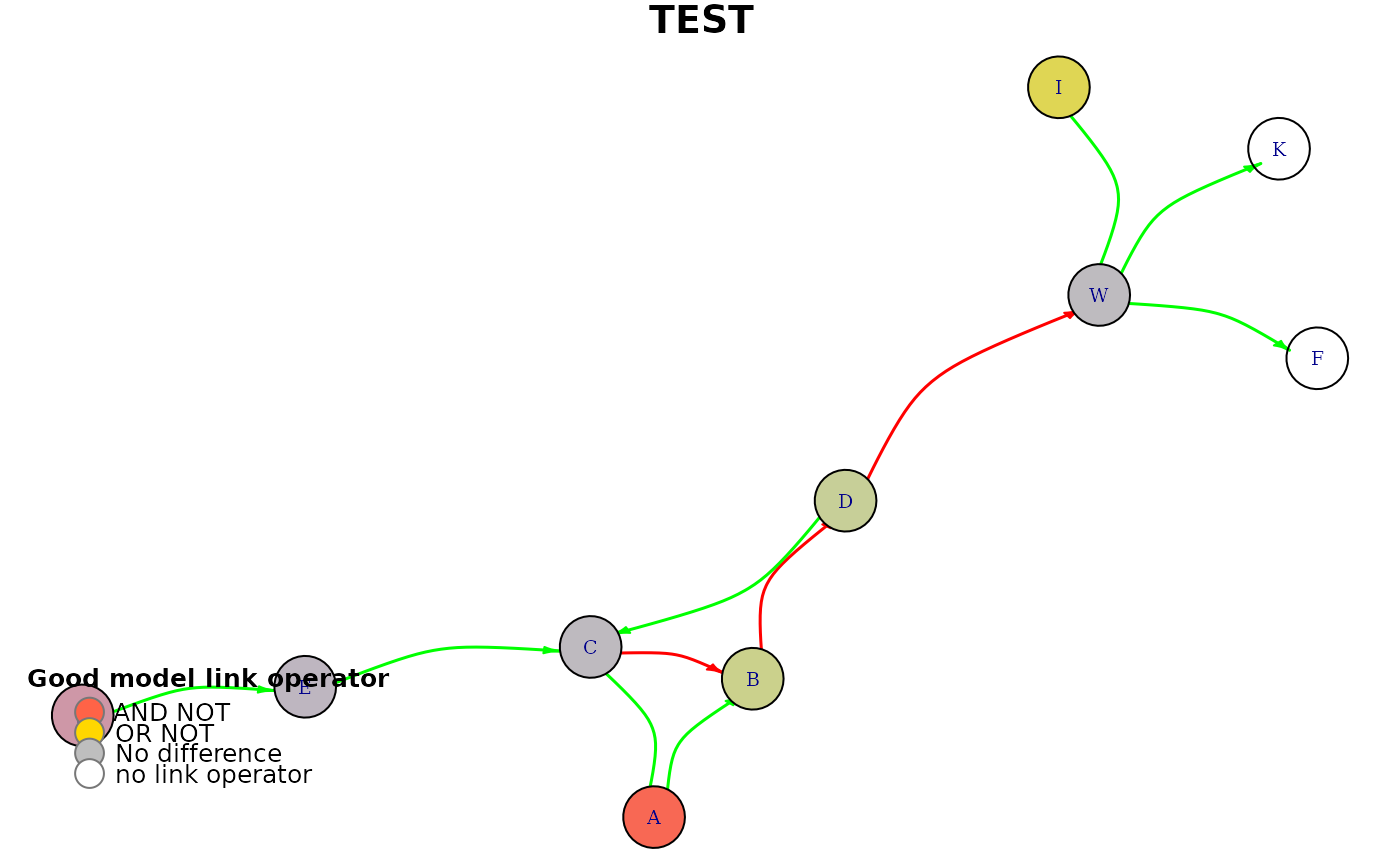 TEST
I
K
W
F
D
C
B
E
Good model link operator
AND NOT
OR NOT
No difference
no link operator
A